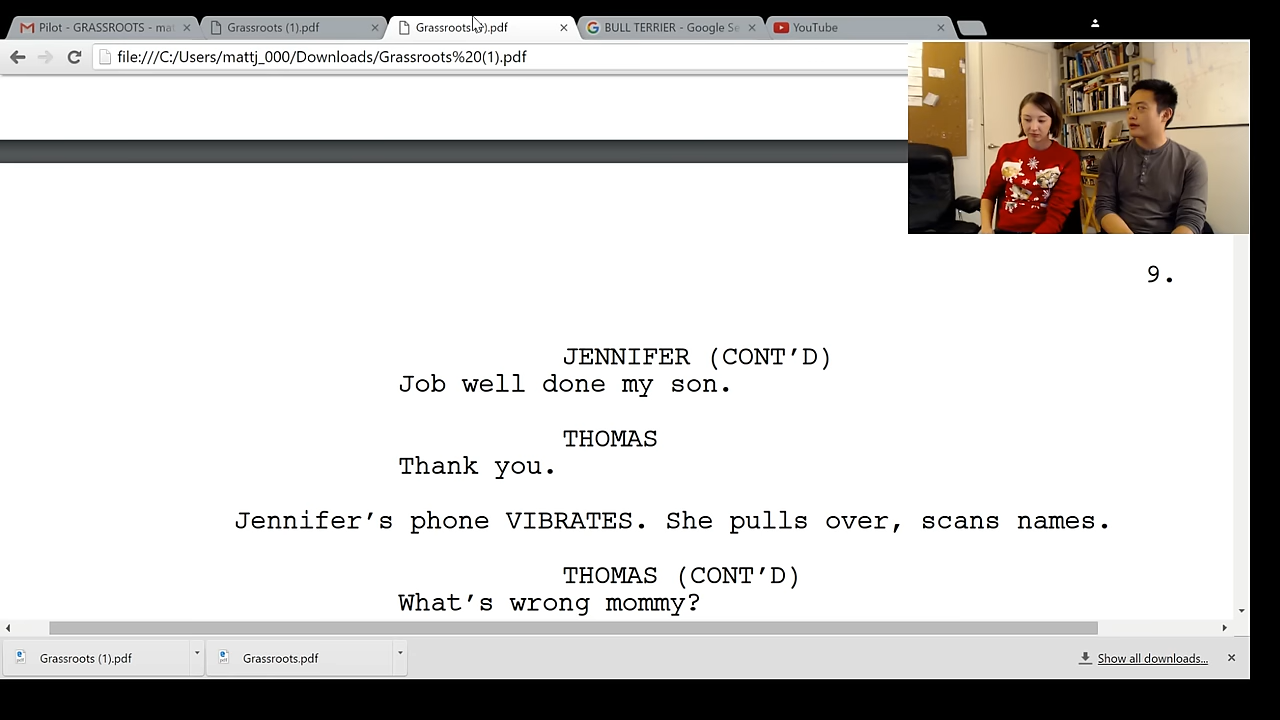 Pilot - GRASSROOTS - ma
Grassroots (1).pdf
Grassroots
).pdf
BULL TERRIER - Google Se
YouTube
file:///C:/Users/mattj_000/Downloads/Grassroots%20(1).pdf
9.
JENNIFER (CONT'D)
Job well done my son.
THOMAS
Thank you.
Jennifer's phone VIBRATES. She pulls over, scans names.
THOMAS (CONT'D)
What's wrong mommy?
Grassroots (1).pdf
Grassroots.pdf
Show all downloads...